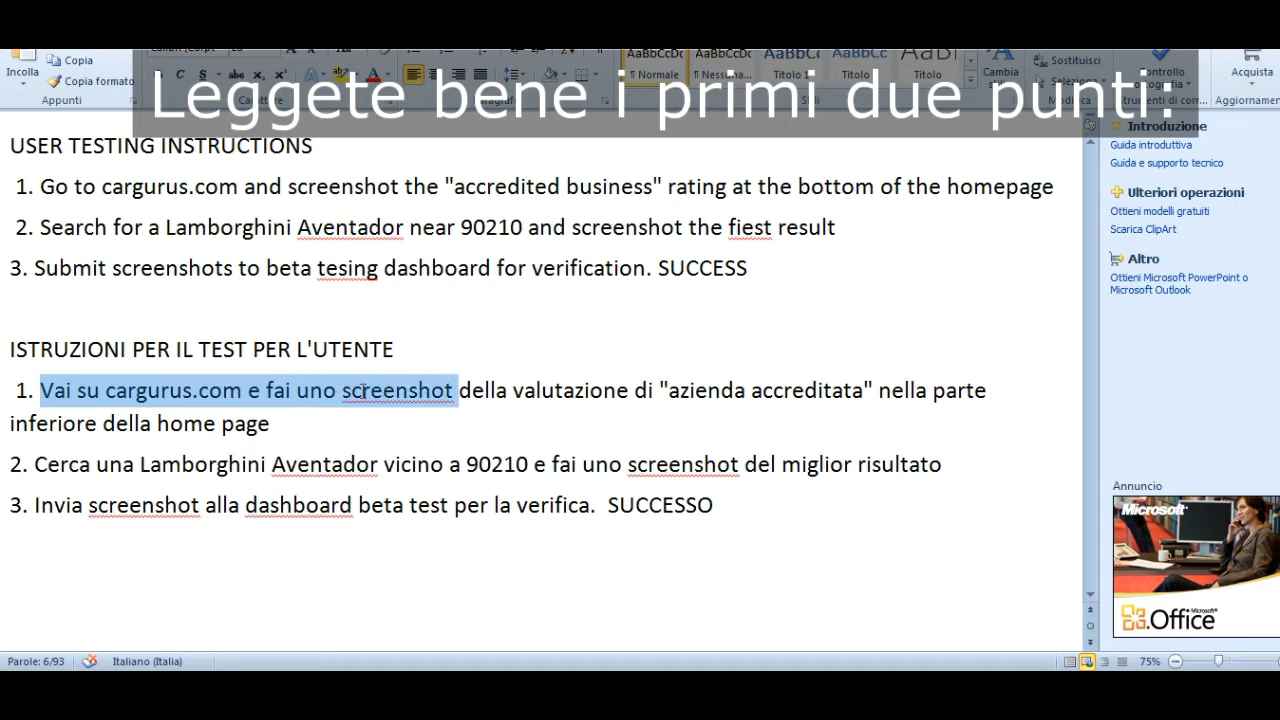 Leggete bene i primi due punti:
Incolla
Copia
Copia formato
Appunti
AaBbCcDc
AaBbCcDc
AaBbCc
AaBbCc
AaBl
¶ Normale
¶ Nessuna...
Titolo 1
Titolo
Titolo
Cambia
Sostituisci
Acquista
USER TESTING INSTRUCTIONS
1. Go to cargurus.com and screenshot the "accredited business" rating at the bottom of the homepage
2. Search for a Lamborghini Aventador near 90210 and screenshot the fiest result
3. Submit screenshots to beta tesing dashboard for verification. SUCCESS
ISTRUZIONI PER IL TEST PER L'UTENTE
1. Vai su cargurus.com e fai uno screenshot della valutazione di "azienda accreditata" nella parte
inferiore della home page
2. Cerca una Lamborghini Aventador vicino a 90210 e fai uno screenshot del miglior risultato
3. Invia screenshot alla dashboard beta test per la verifica. SUCCESSO
Introduzione
Guida introduttiva
Guida e supporto tecnico
Ulteriori operazioni
Ottieni modelli gratuiti
Scarica ClipArt
Altro
Ottieni Microsoft PowerPoint o
Microsoft Outlook
Annuncio
Microsoft
Microsoft
Office
Parole: 6/93
Italiano (Italia)
75%